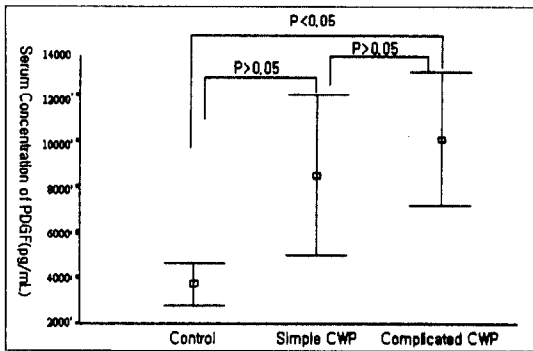 P<0.05
P>0.05
P>0.05
Serum Concentration of PDGF(pg/mL)
14000
12000
10000
8000
6000
4000
2000
Control Simple CWP Complicated CWP